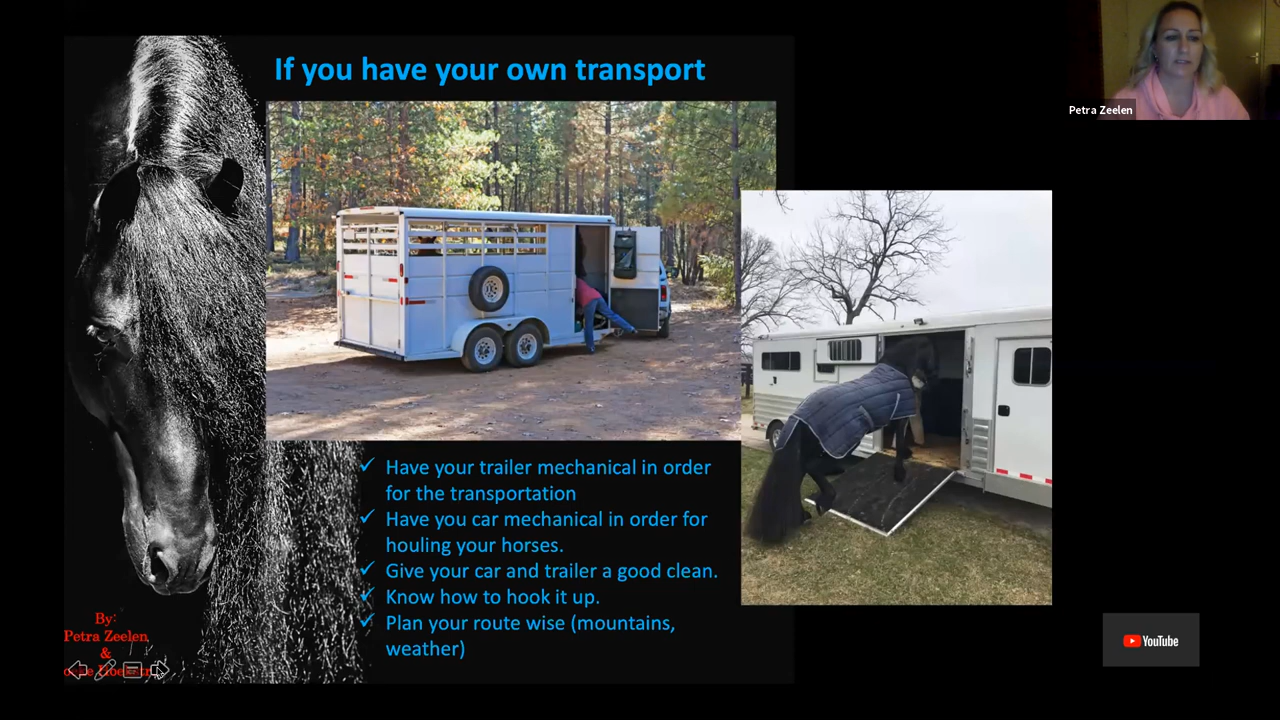 If you have your own transport
Petra Zeelen
✓ Have your trailer mechanical in order
for the transportation
✓ Have you car mechanical in order for
houling your horses.
✓ Give your car and trailer a good clean.
✓ Know how to hook it up.
✓ Plan your route wise (mountains,
weather)
By:
Petra Zeelen
&
YouTube